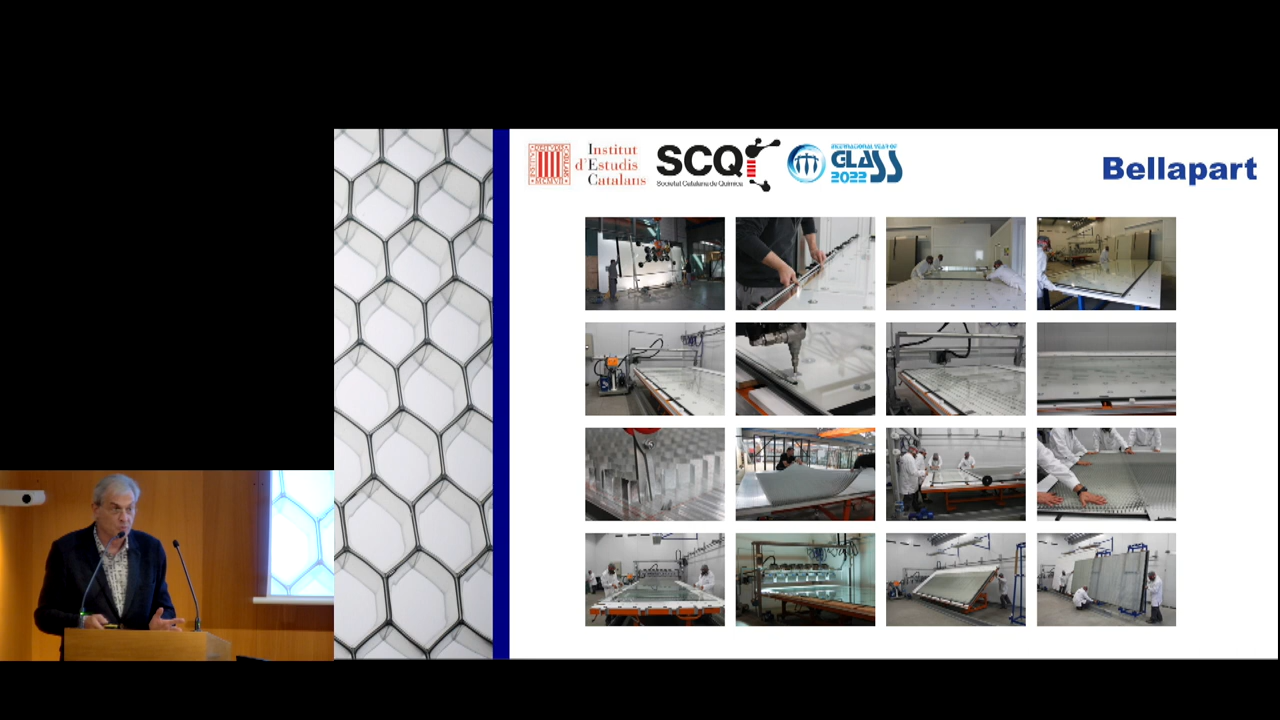 Institut
d'Estudis
Catalans
SCQ
Societat Catalana de Química
INTERNATIONAL YEAR OF
GLASS
2022
Bellapart